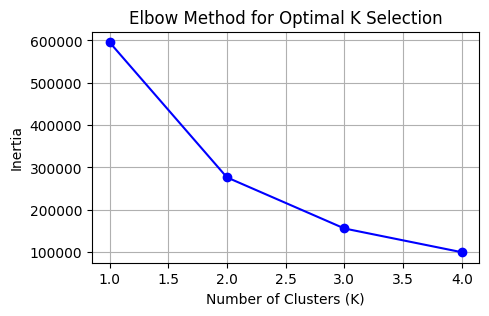 Elbow Method for Optimal K Selection
600000
500000
400000
300000
200000
100000
Inertia
1.0 1.5 2.0 2.5 3.0 3.5 4.0
Number of Clusters (K)